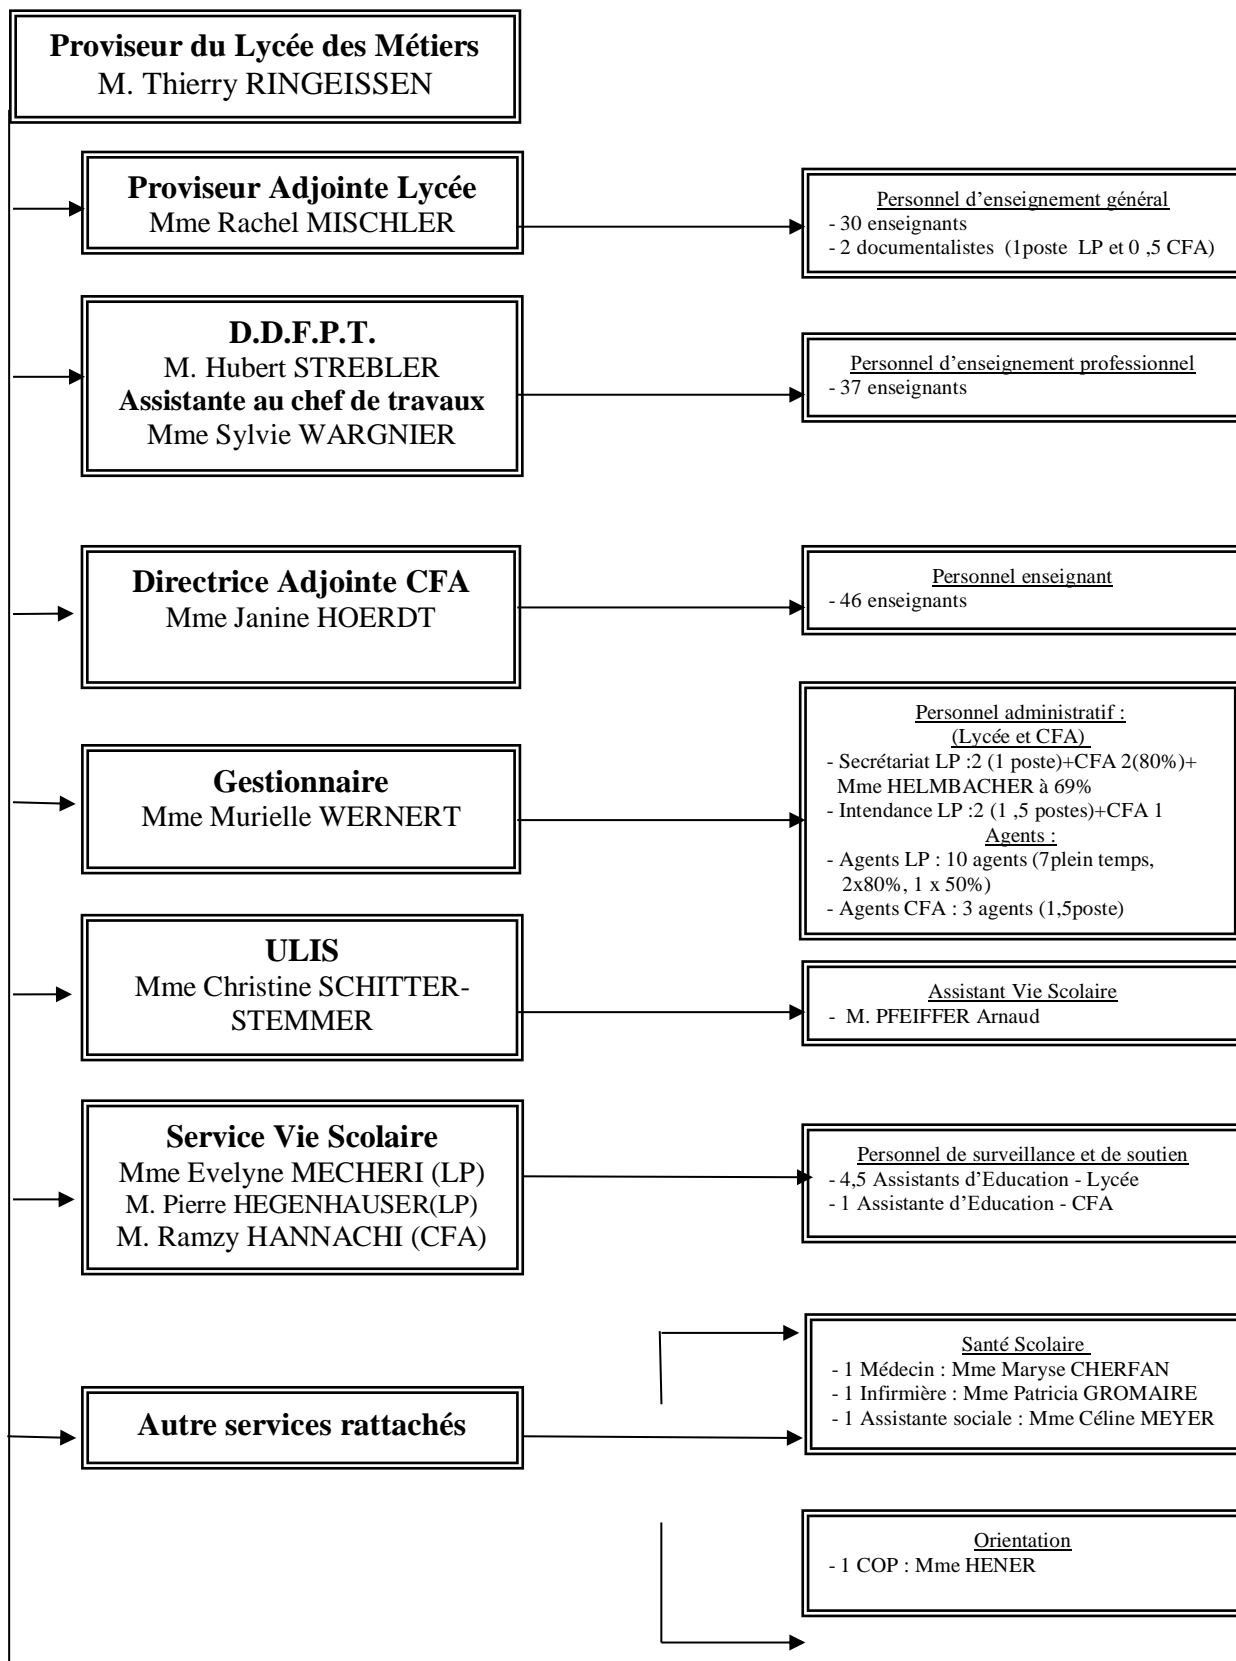 Proviseur du Lycée des Métiers
M. Thierry RINGEISSEN
Proviseur Adjointe Lycée
Mme Rachel MISCHLER
Personnel d’enseignement général
- 30 enseignants
- 2 documentalistes (1poste LP et 0 ,5 CFA)
D.D.F.P.T.
M. Hubert STREBLER
Assistante au chef de travaux
Mme Sylvie WARGNIER
Personnel d’enseignement professionnel
- 37 enseignants
Directrice Adjointe CFA
Mme Janine HOERDT
Personnel enseignant
- 46 enseignants
Gestionnaire
Mme Murielle WERNERT
Personnel administratif :
(Lycée et CFA)
- Secrétariat LP :2 (1 poste)+CFA 2(80%)+
Mme HELMBACHER à 69%
- Intendance LP :2 (1 ,5 postes)+CFA 1
Agents :
- Agents LP : 10 agents (7plein temps,
2x80%, 1 x 50%)
- Agents CFA : 3 agents (1,5poste)
ULIS
Mme Christine SCHITTER-
STEMMER
Assistant Vie Scolaire
- M. PFEIFFER Arnaud
Service Vie Scolaire
Mme Evelyne MECHERI (LP)
M. Pierre HEGENHAUSER(LP)
M. Ramzy HANNACHI (CFA)
Personnel de surveillance et de soutien
- 4,5 Assistants d’Education - Lycée
- 1 Assistante d’Education - CFA
Autre services rattachés
Santé Scolaire
- 1 Médecin : Mme Maryse CHERFAN
- 1 Infirmière : Mme Patricia GROMAIRE
- 1 Assistante sociale : Mme Céline MEYER
Orientation
- 1 COP : Mme HENER